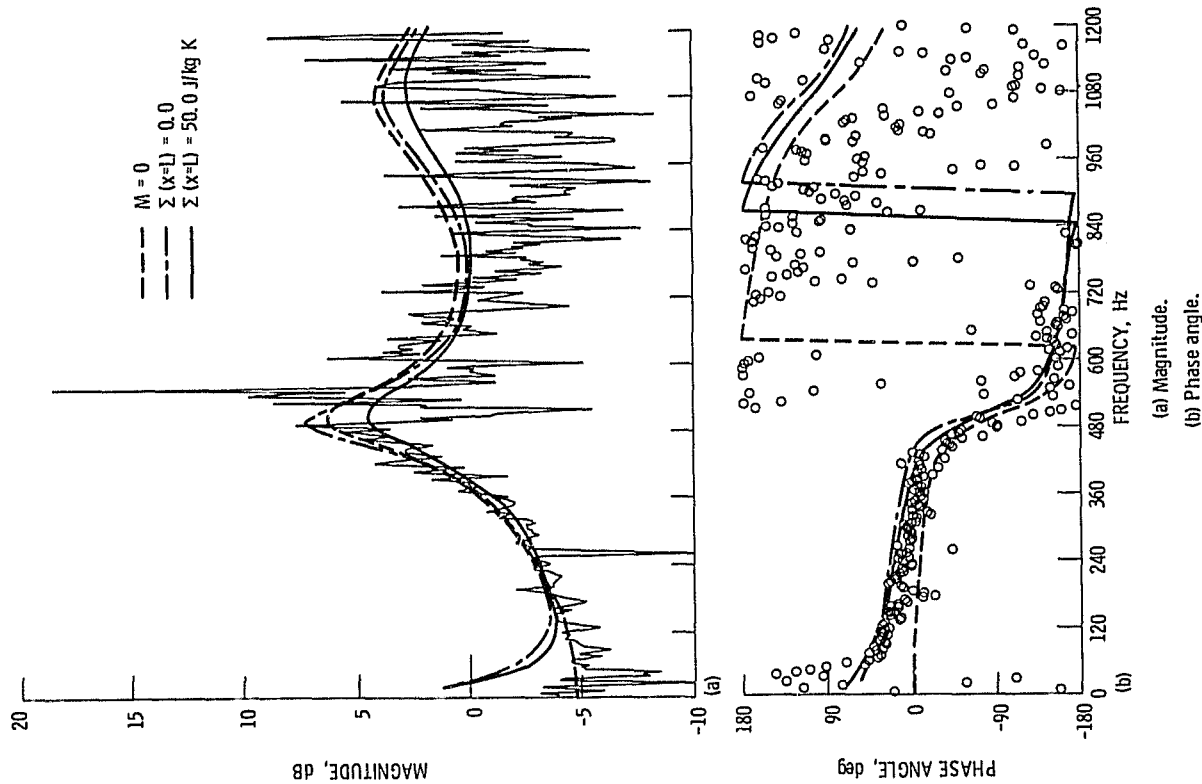 M = 0
Σ (x=L) = 0.0
Σ (x=L) = 50.0 J/kg K
20
15
10
5
0
-5
-10
MAGNITUDE, dB
(a)
180
90
0
-90
-180
PHASE ANGLE, deg
(b)
0
120
240
360
480
600
720
840
960
1080
1200
FREQUENCY, Hz
(a) Magnitude.
(b) Phase angle.